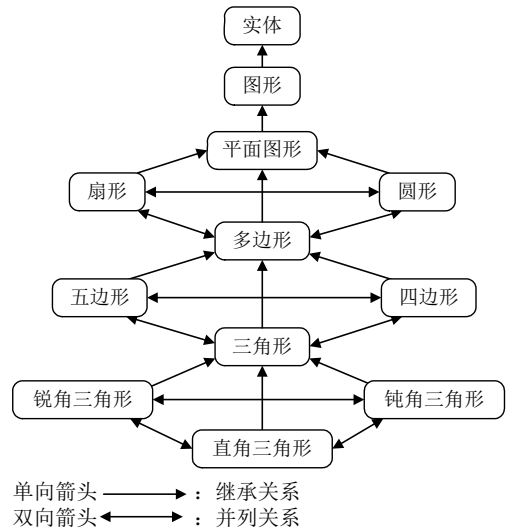 实体
图形
平面图形
扇形
圆形
多边形
五边形
四边形
三角形
锐角三角形
钝角三角形
直角三角形
单向箭头 ：继承关系
双向箭头 ：并列关系